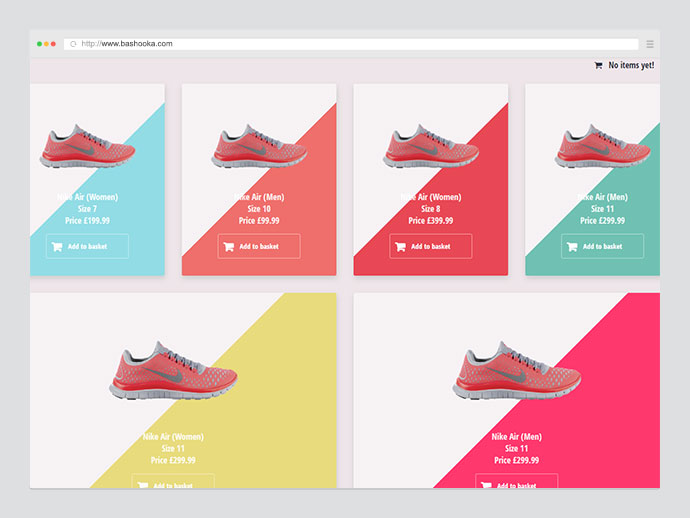 http://www.bashooka.com
No items yet!
Nike Air (Women)
Size 7
Price £199.99
Add to basket
Nike Air (Men)
Size 10
Price £299.99
Add to basket
Nike Air (Women)
Size 8
Price £399.99
Add to basket
Nike Air (Men)
Size 11
Price £299.99
Add to basket
Nike Air (Women)
Size 11
Price £299.99
Add to basket
Nike Air (Men)
Size 11
Price £299.99
Add to basket